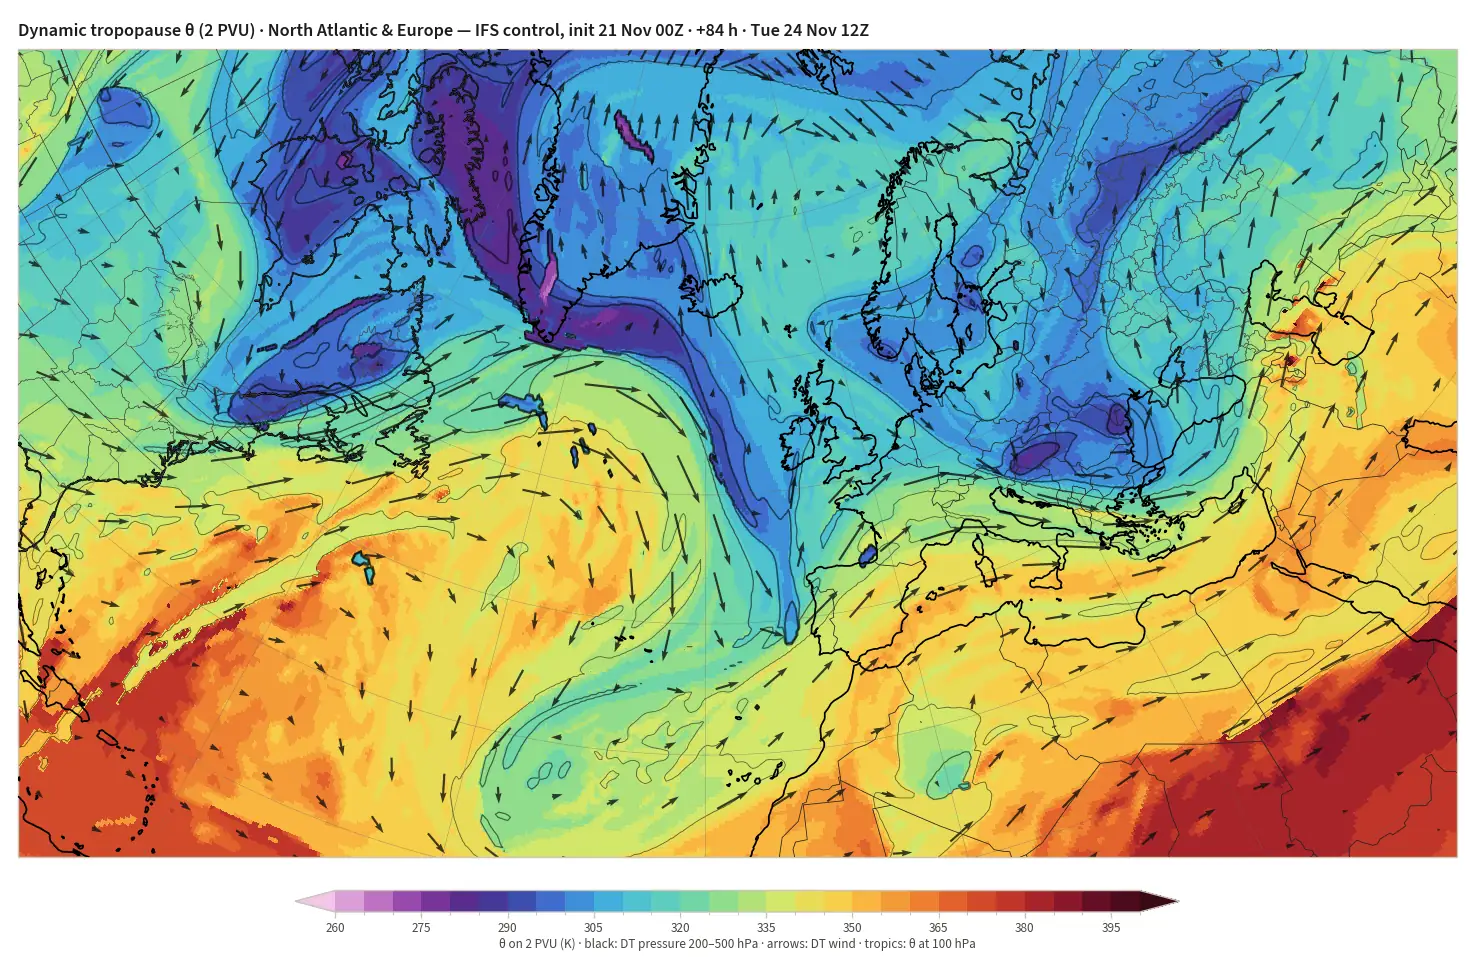 Dynamic tropopause θ (2 PVU) · North Atlantic & Europe — IFS control, init 21 Nov 00Z · +84 h · Tue 24 Nov 12Z
260 275 290 305 320 335 350 365 380 395
θ on 2 PVU (K) · black: DT pressure 200–500 hPa · arrows: DT wind · tropics: θ at 100 hPa